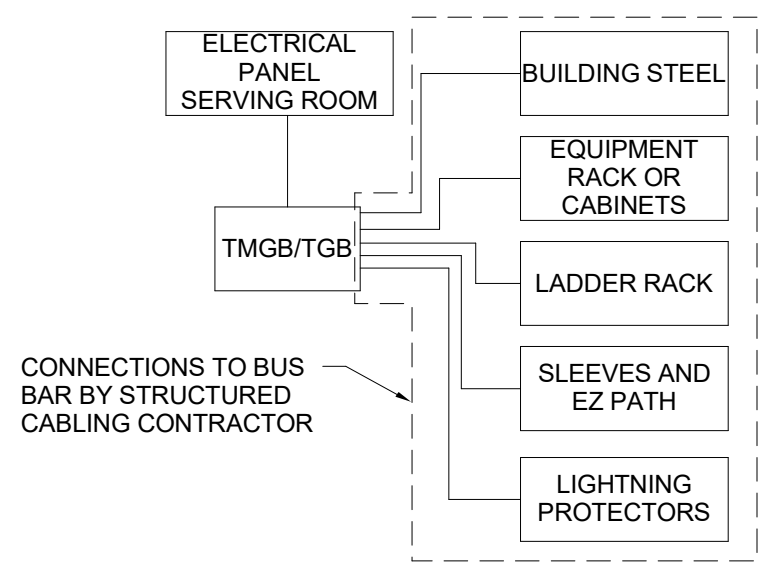 ELECTRICAL
PANEL
SERVING ROOM
BUILDING STEEL
EQUIPMENT
RACK OR
CABINETS
TMGB/TGB
LADDER RACK
SLEEVES AND
EZ PATH
CONNECTIONS TO BUS
BAR BY STRUCTURED
CABLING CONTRACTOR
LIGHTNING
PROTECTORS